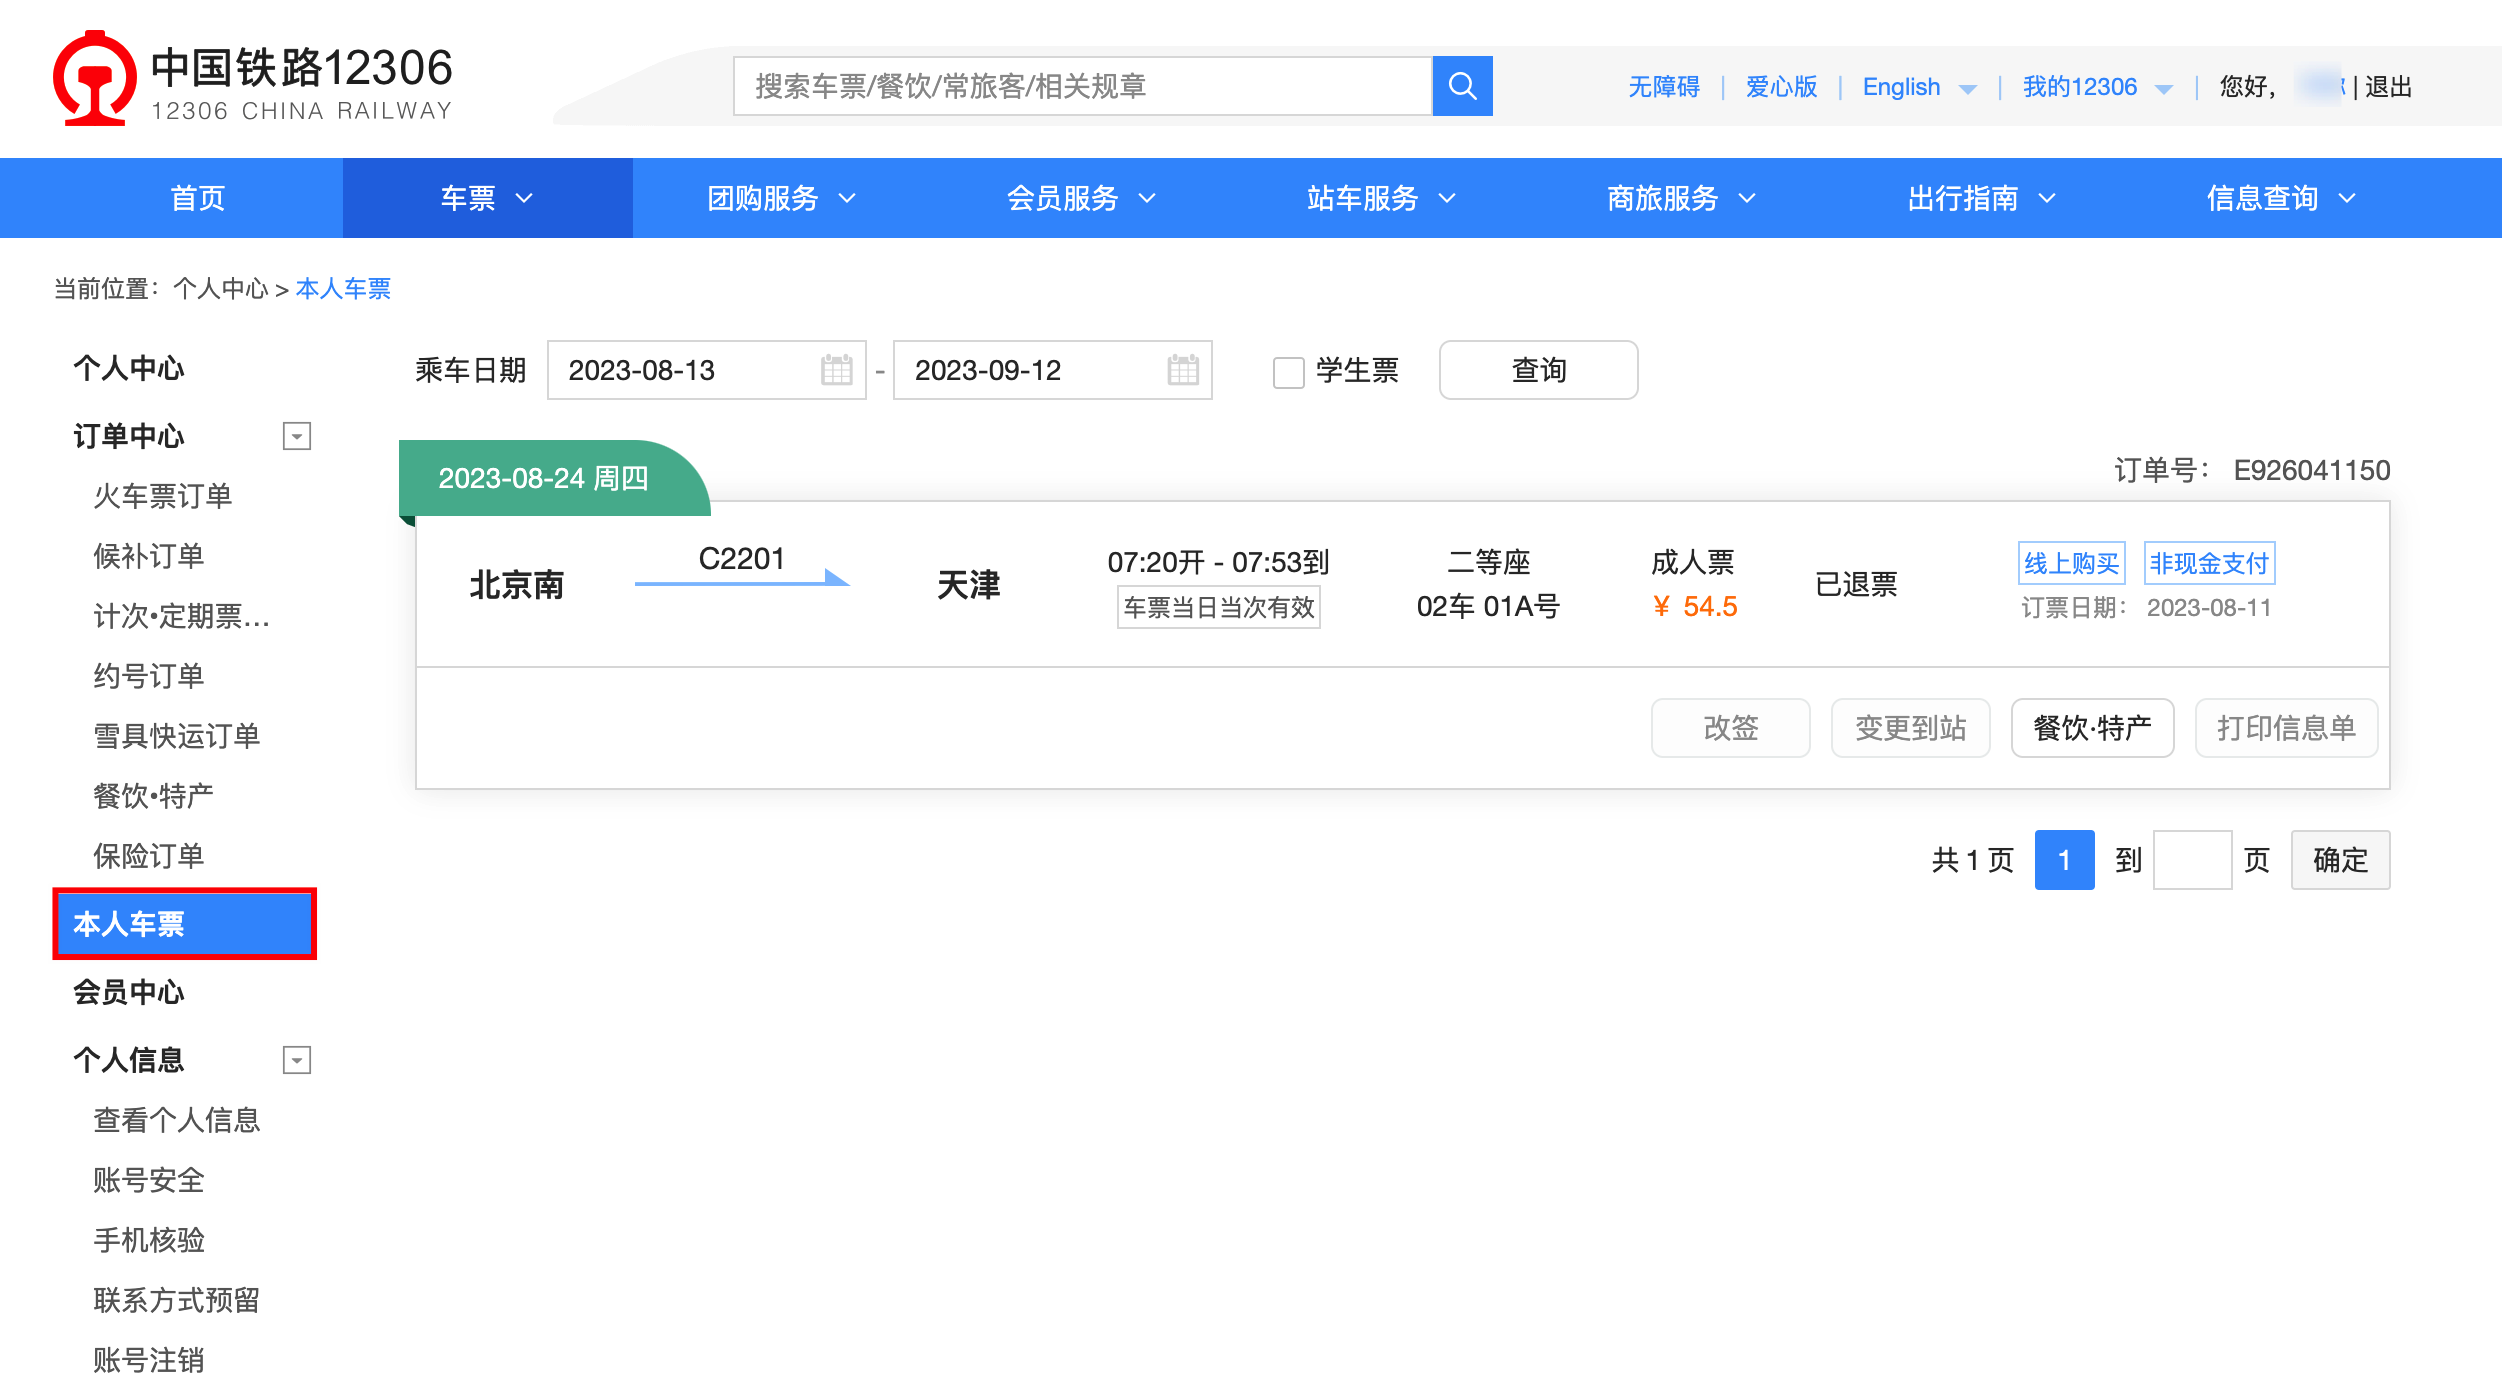 中国铁路12306
12306 CHINA RAILWAY
搜索车票/餐饮/常旅客/相关规章
无障碍 | 爱心版 | English | 我的12306 | 您好， | 退出
首页 车票 团购服务 会员服务 站车服务 商旅服务 出行指南 信息查询
当前位置：个人中心 > 本人车票
个人中心
订单中心
火车票订单
候补订单
计次•定期票...
约号订单
雪具快运订单
餐饮•特产
保险订单
本人车票
会员中心
个人信息
查看个人信息
账号安全
手机核验
联系方式预留
账号注销
乘车日期 2023-08-13 - 2023-09-12 学生票 查询
2023-08-24 周四
订单号： E926041150
北京南 C2201 天津
07:20开 - 07:53到
车票当日当次有效
二等座
02车 01A号
成人票
¥ 54.5
已退票
线上购买 非现金支付
订票日期： 2023-08-11
改签 变更到站 餐饮·特产 打印信息单
共 1 页 1 到 页 确定